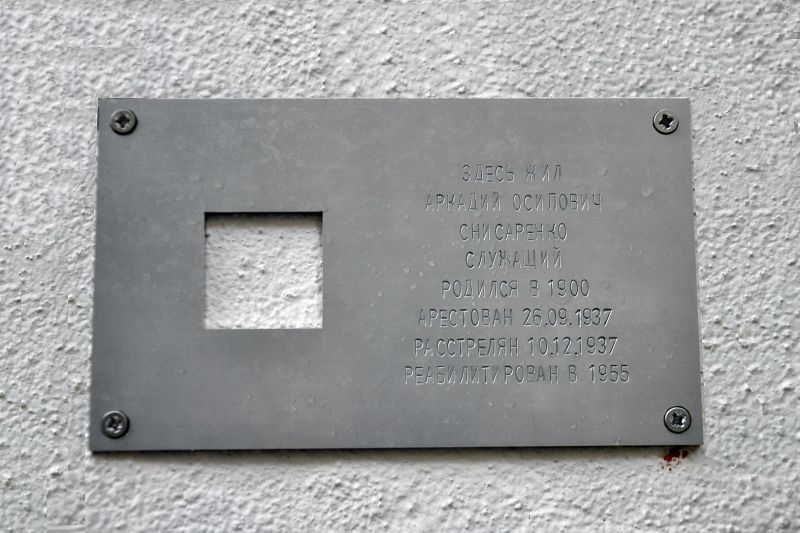 ЗДЕСЬ ЖИЛ
АРКАДИЙ ОСИПОВИЧ
СНИСАРЕНКО
СЛУЖАЩИЙ
РОДИЛСЯ В 1900
АРЕСТОВАН 26.09.1937
РАССТРЕЛЯН 10.12.1937
РЕАБИЛИТИРОВАН В 1955